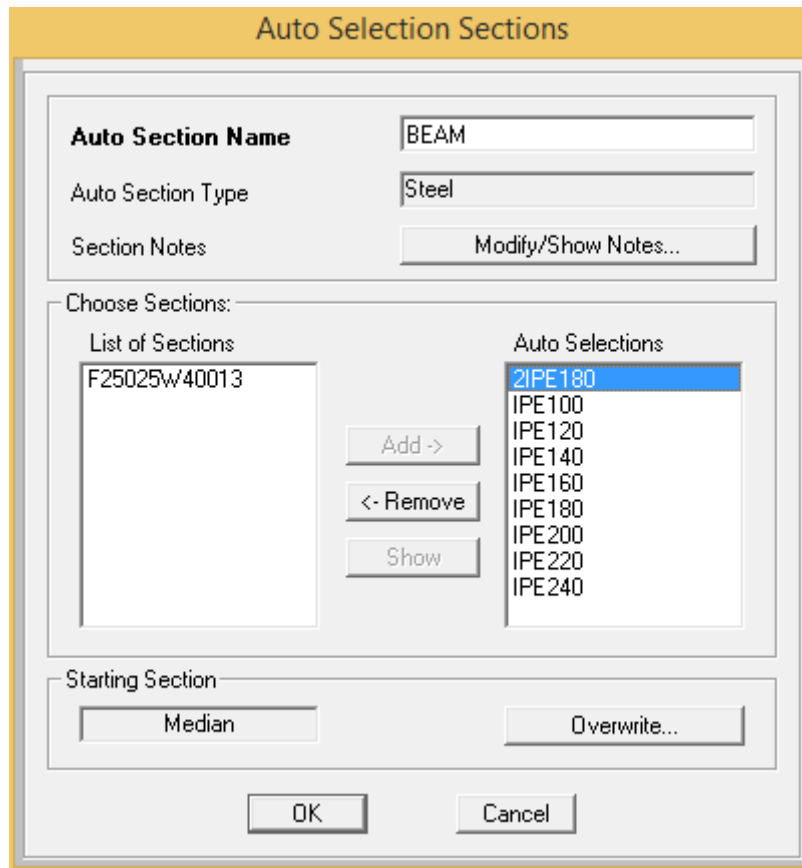 Auto Selection Sections
Auto Section Name
BEAM
Auto Section Type
Steel
Section Notes
Modify/Show Notes...
Choose Sections:
List of Sections
F25025W40013
Add ->
<- Remove
Show
Auto Selections
2IPE180
IPE100
IPE120
IPE140
IPE160
IPE180
IPE200
IPE220
IPE240
Starting Section
Median
Overwrite...
OK
Cancel